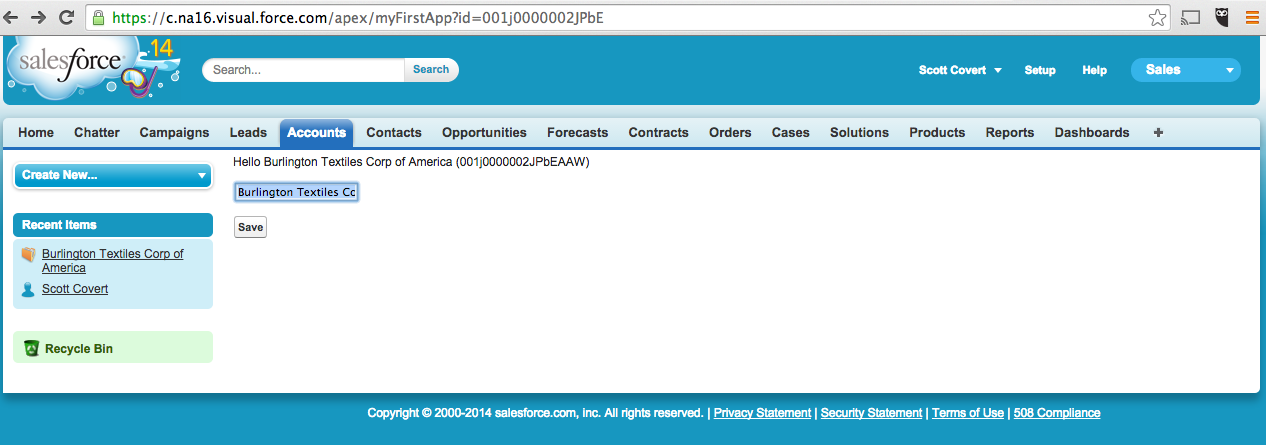 https://c.na16.visual.force.com/apex/myFirstApp?id=001j0000002JPbE
salesforce 14
Search... Search
Scott Covert Setup Help Sales
Home Chatter Campaigns Leads Accounts Contacts Opportunities Forecasts Contracts Orders Cases Solutions Products Reports Dashboards +
Create New...
Recent Items
Burlington Textiles Corp of
America
Scott Covert
Recycle Bin
Hello Burlington Textiles Corp of America (001j0000002JPbEAAW)
Burlington Textiles Co
Save
Copyright © 2000-2014 salesforce.com, inc. All rights reserved. | Privacy Statement | Security Statement | Terms of Use | 508 Compliance